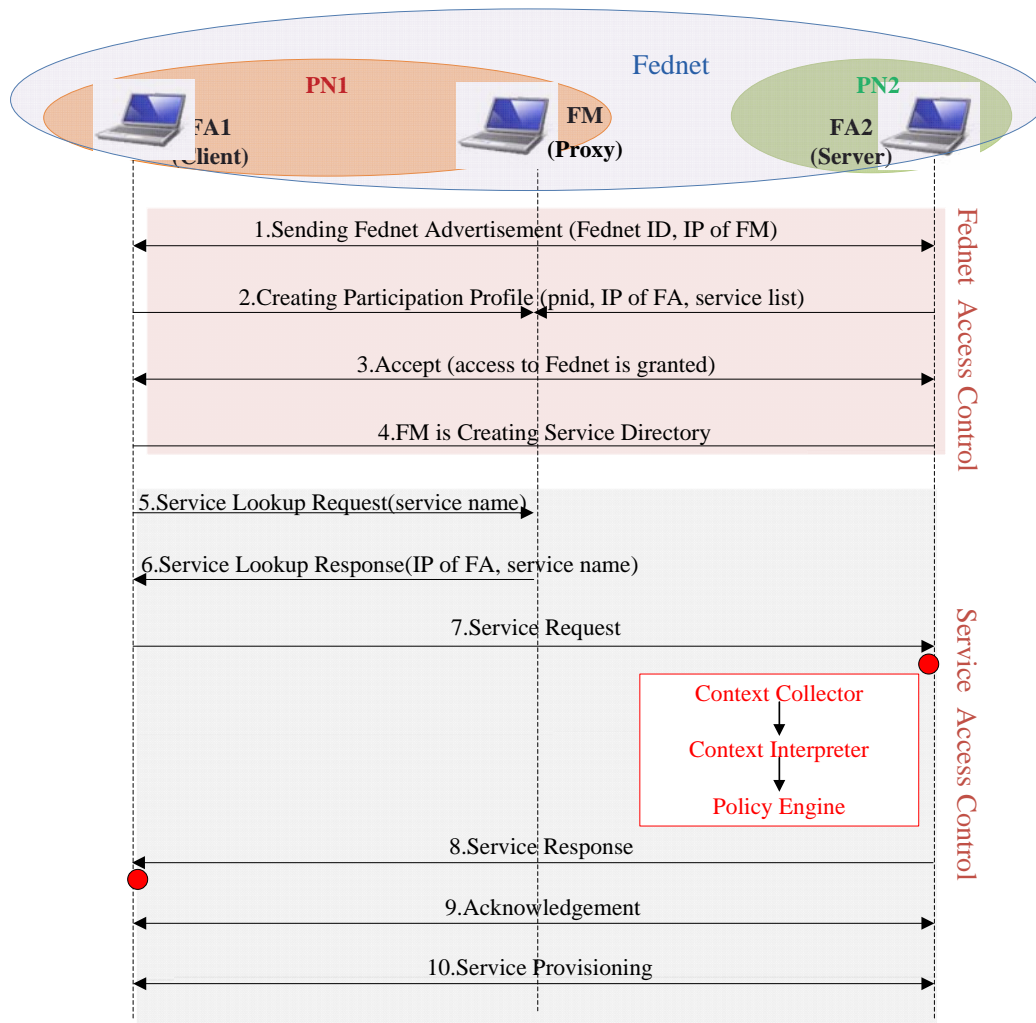 Fednet
PN1
PN2
FA1
(Client)
FM
(Proxy)
FA2
(Server)
1.Sending Fednet Advertisement (Fednet ID, IP of FM)
2.Creating Participation Profile (pnid, IP of FA, service list)
3.Accept (access to Fednet is granted)
4.FM is Creating Service Directory
Fednet Access Control
5.Service Lookup Request(service name)
6.Service Lookup Response(IP of FA, service name)
7.Service Request
Context Collector
Context Interpreter
Policy Engine
8.Service Response
9.Acknowledgement
10.Service Provisioning
Service Access Control